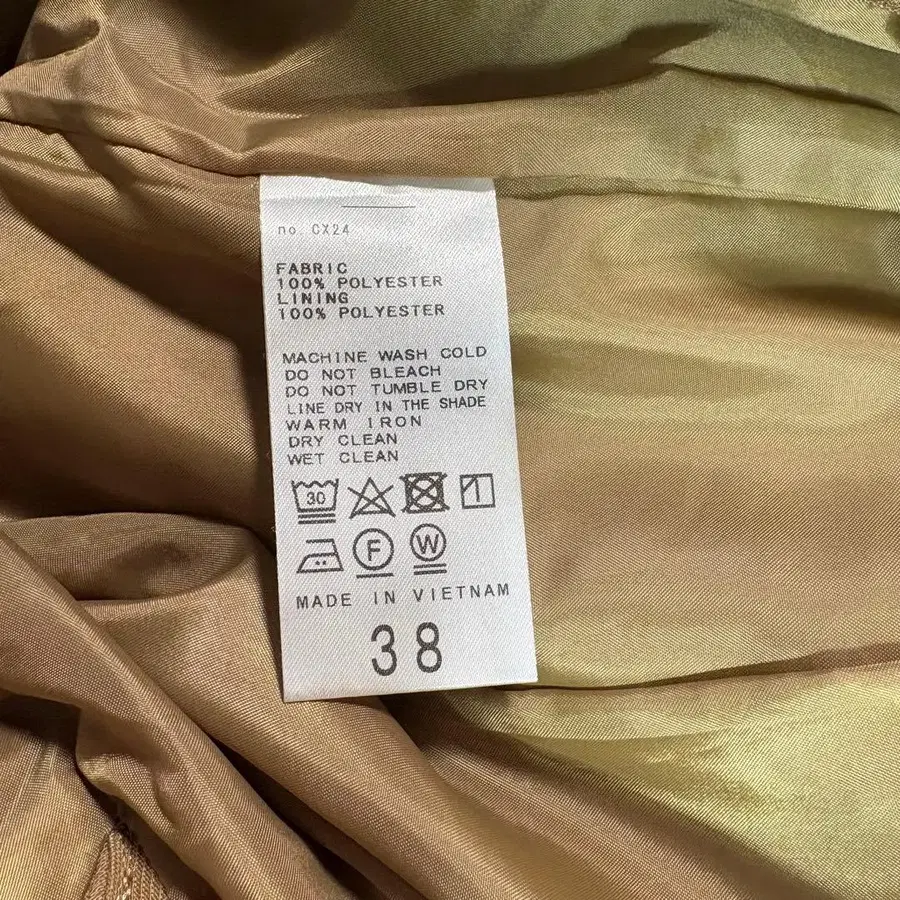 no. CX24
FABRIC
100% POLYESTER
LINING
100% POLYESTER
MACHINE WASH COLD
DO NOT BLEACH
DO NOT TUMBLE DRY
LINE DRY IN THE SHADE
WARM IRON
DRY CLEAN
WET CLEAN
30
F W
MADE IN VIETNAM
38